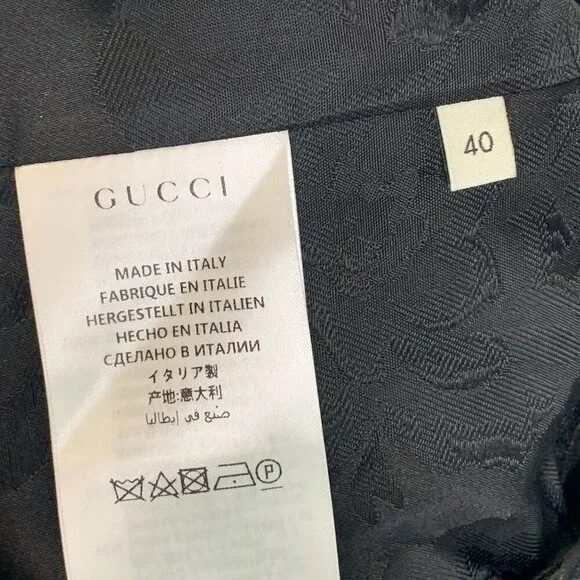 GUCCI
MADE IN ITALY
FABRIQUE EN ITALIE
HERGESTELLT IN ITALIEN
HECHO EN ITALIA
СДЕЛАНО В ИТАЛИИ
イタリア製
产地:意大利
صنع في إيطاليا
P
40